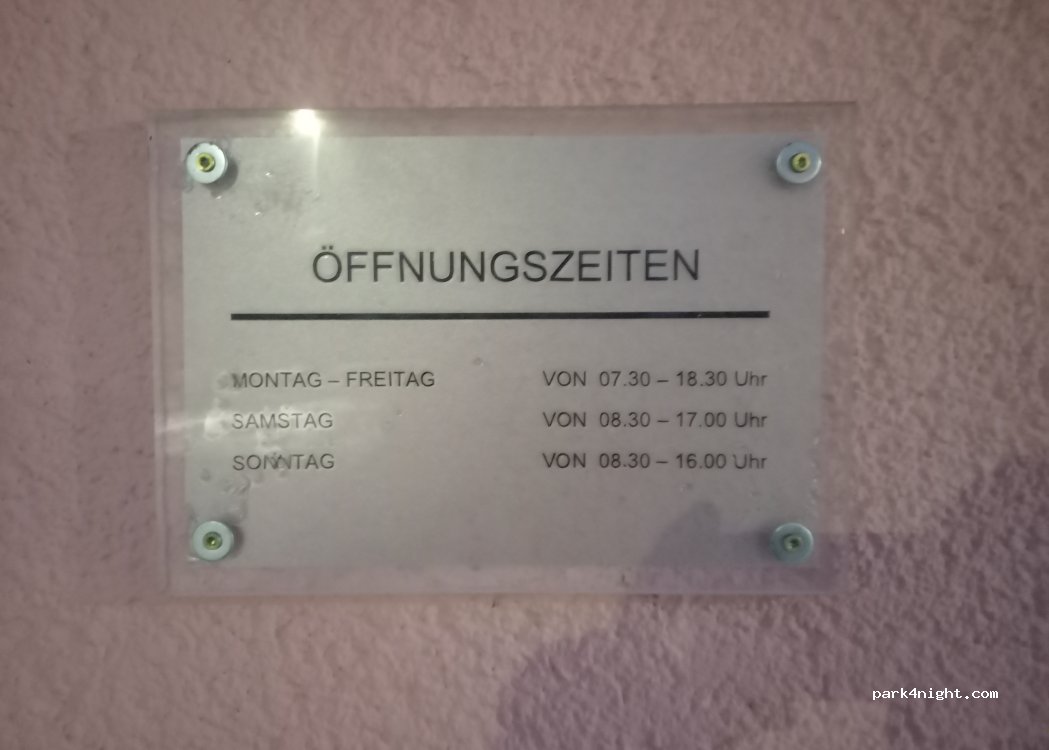 ÖFFNUNGSZEITEN
MONTAG – FREITAG VON 07.30 – 18.30 Uhr
SAMSTAG VON 08.30 – 17.00 Uhr
SONNTAG VON 08.30 – 16.00 Uhr
park4night.com